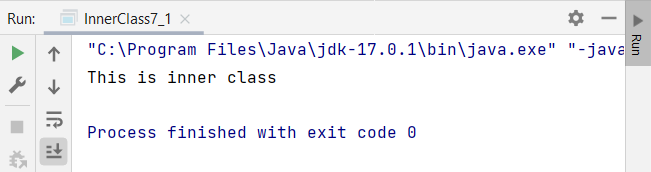 Run: InnerClass7_1
"C:\Program Files\Java\jdk-17.0.1\bin\java.exe" "-java
This is inner class
Process finished with exit code 0
Run